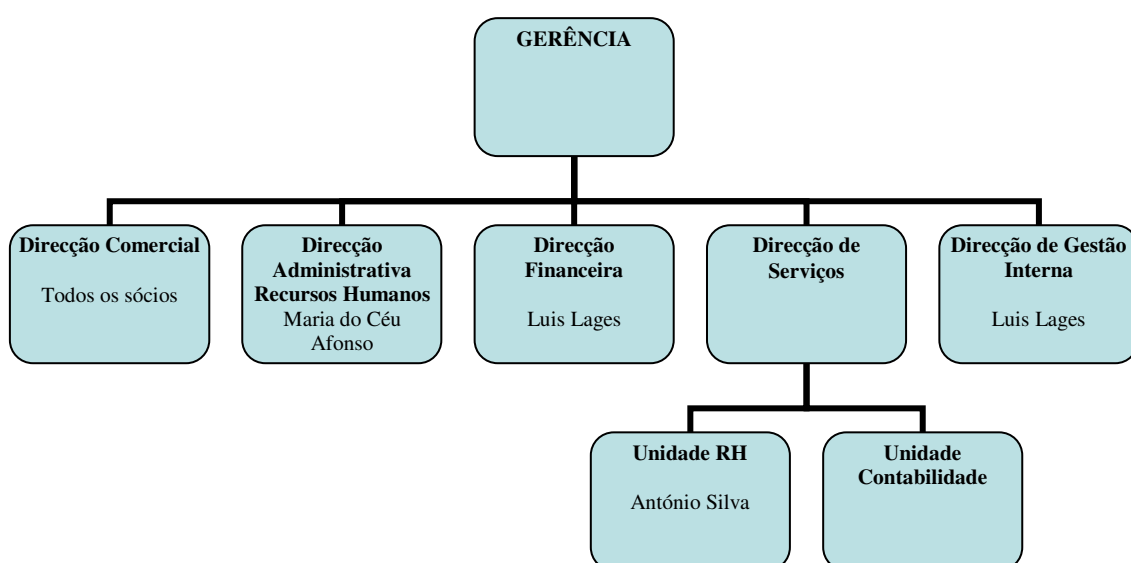 GERÊNCIA
Direcção Comercial
Todos os sócios
Direcção
Administrativa
Recursos Humanos
Maria do Céu
Afonso
Direcção
Financeira
Luis Lages
Direcção de
Serviços
Direcção de Gestão
Interna
Luis Lages
Unidade RH
António Silva
Unidade
Contabilidade